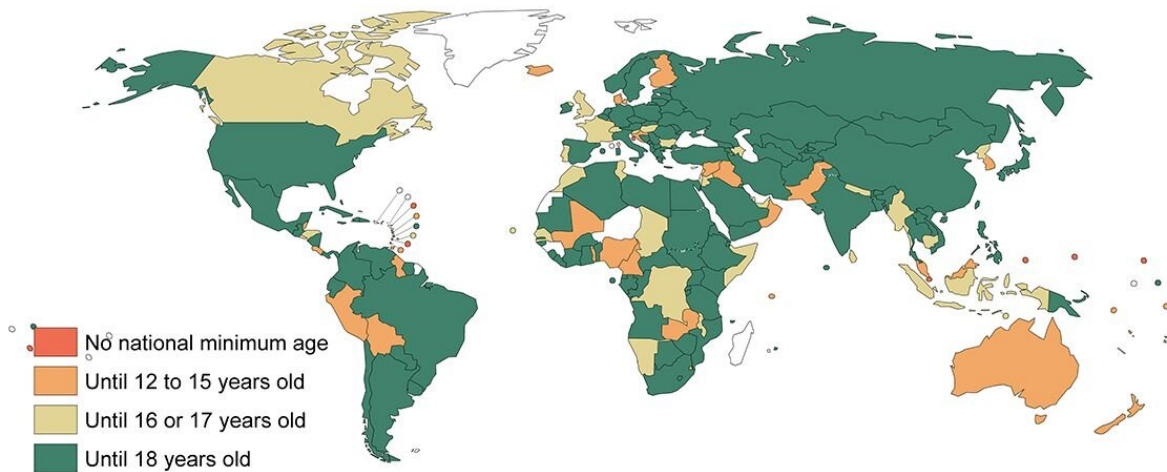 No national minimum age
Until 12 to 15 years old
Until 16 or 17 years old
Until 18 years old